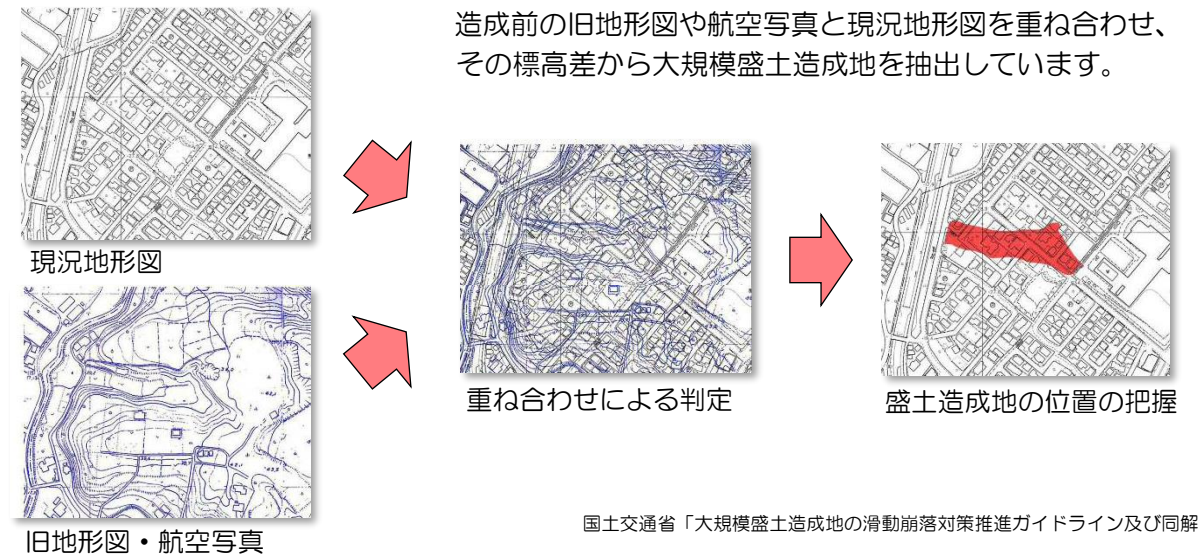 造成前の旧地形図や航空写真と現況地形図を重ね合わせ、
その標高差から大規模盛土造成地を抽出しています。
現況地形図
旧地形図・航空写真
重ね合わせによる判定
盛土造成地の位置の把握
国土交通省「大規模盛土造成地の滑動崩落対策推進ガイドライン及び同解